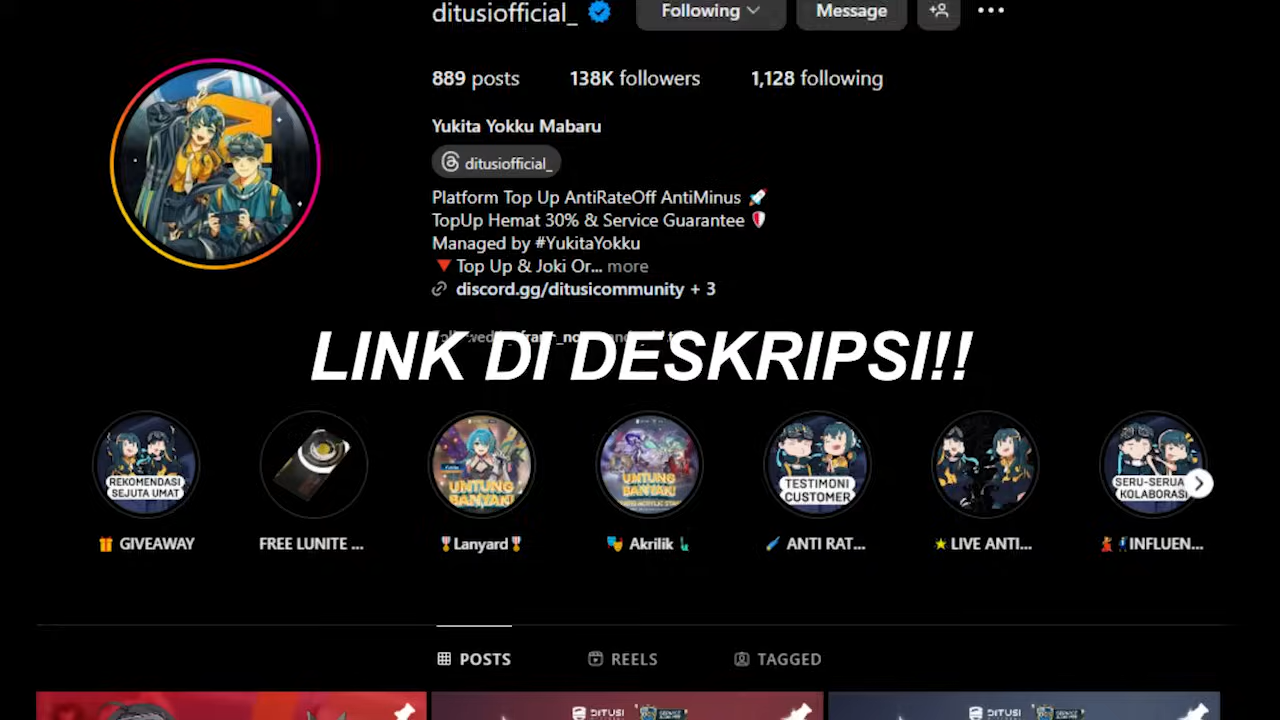 ditusiofficial_
Following
Message
889 posts
138K followers
1,128 following
Yukita Yokku Mabaru
ditusiofficial_
Platform Top Up AntiRateOff AntiMinus 🚀
TopUp Hemat 30% & Service Guarantee 🛡
Managed by #YukitaYokku
🔻 Top Up & Joki Or... more
discord.gg/ditusicommunity + 3
LINK DI DESKRIPSI!!
REKOMENDASI
SEJUTA UMAT
UNTUNG
BANYAK!
UNTUNG
BANYAK!
TESTIMONI
CUSTOMER
SERU-SERUA
KOLABORASI
🎁 GIVEAWAY
FREE LUNITE ...
🎖Lanyard🎖
🎭 Akrilik
ANTI RAT...
LIVE ANTI...
INFLUEN...
POSTS
REELS
TAGGED
DITUSI
DITUSI